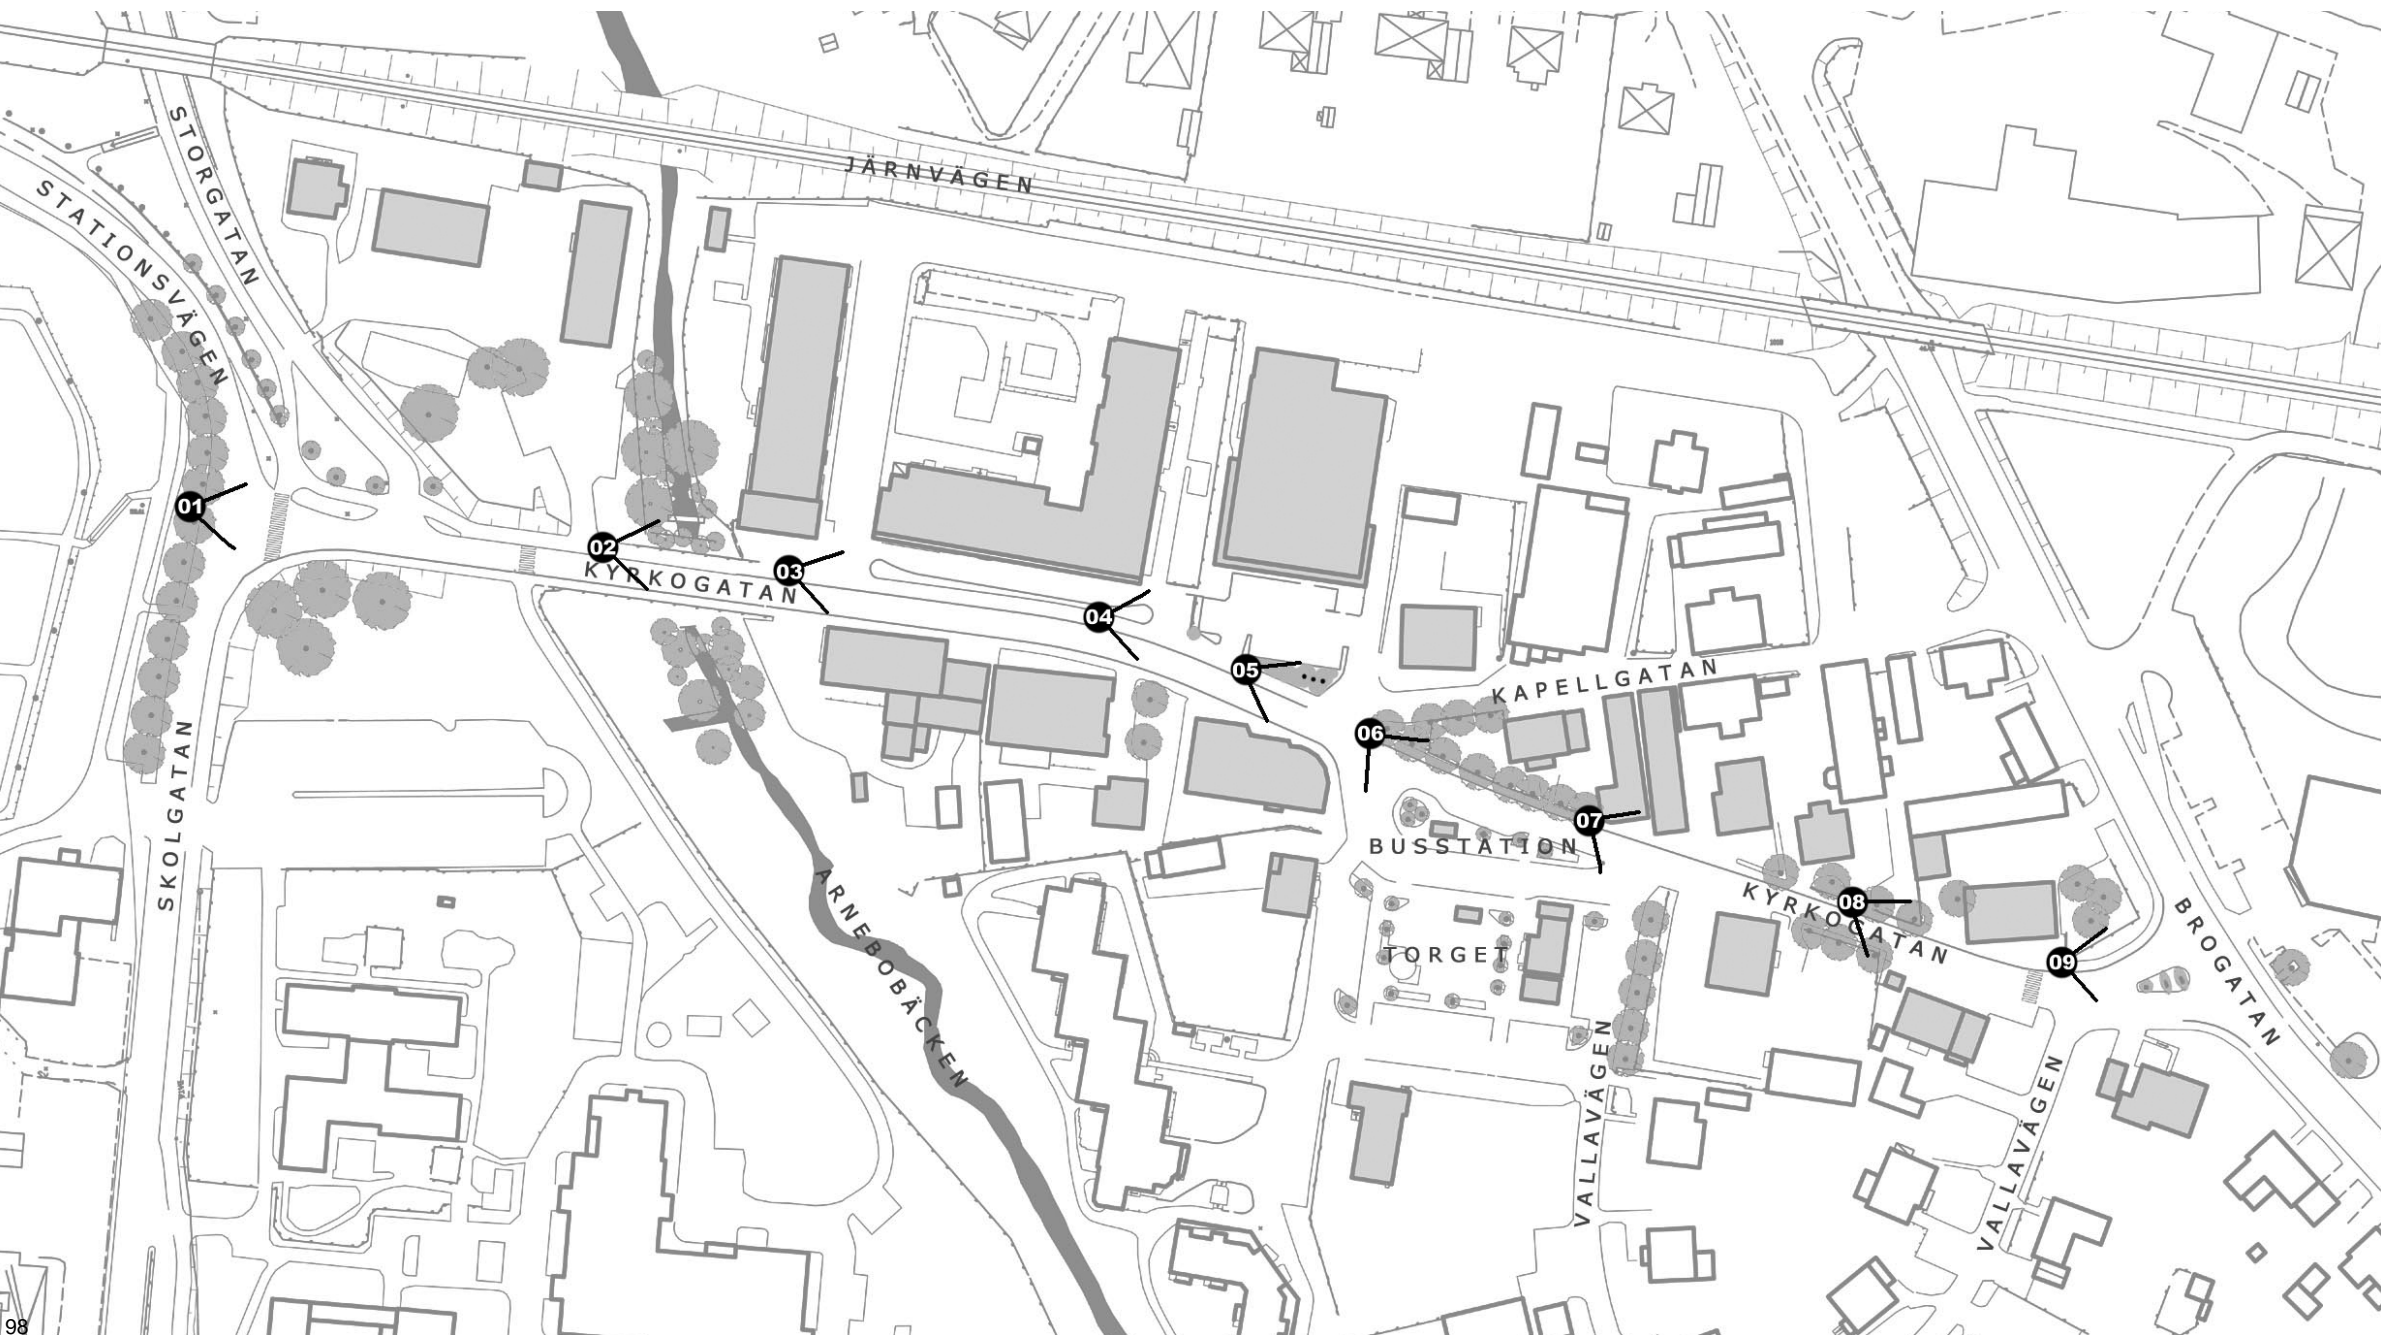 STORGATAN
JÄRNVÄGEN
STATIONSVÄGEN
01
02
KYRKOGATAN
03
04
05
KAPELLGATAN
06
07
BUSSTATION
SKOLGATAN
ARNEBOBÄCKEN
TORGET
KYRKOGATAN
08
09
BROGATAN
VALLAVÄGEN
VALLAVÄGEN
98